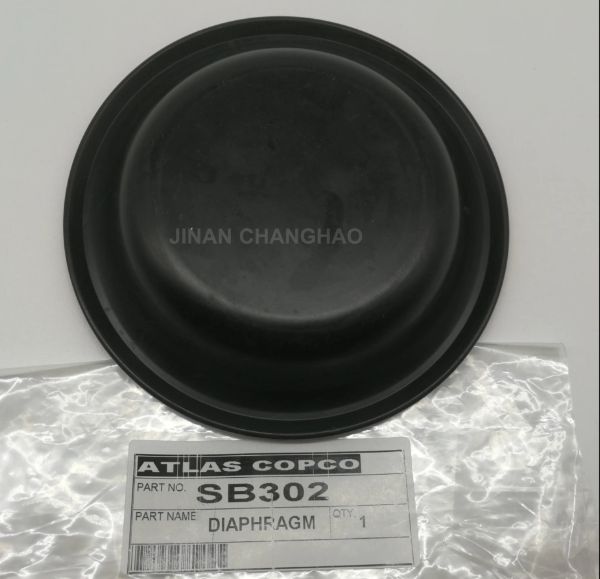 JINAN CHANGHAO
ATLAS COPCO
PART NO. SB302
PART NAME DIAPHRAGM QTY. 1